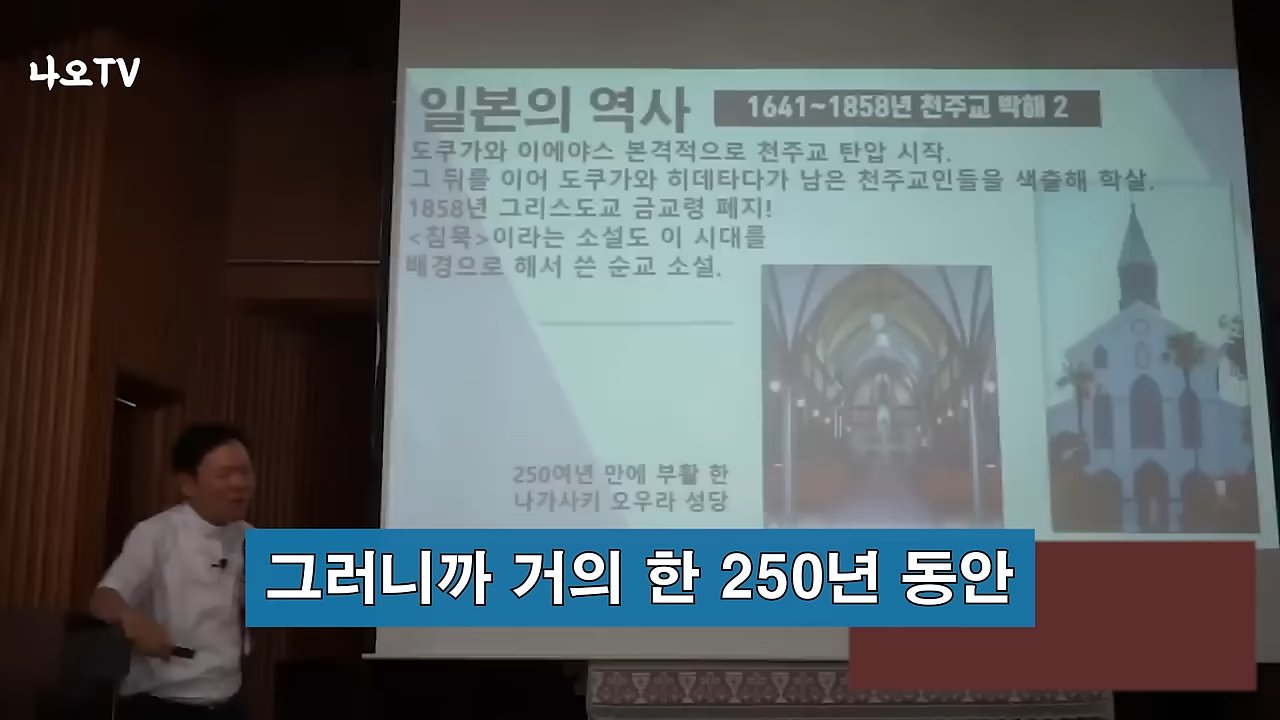 나오TV
일본의 역사
1641~1858년 천주교 박해 2
도쿠가와 이에야스 본격적으로 천주교 탄압 시작.
그 뒤를 이어 도쿠가와 히데타다가 남은 천주교인들을 색출해 학살.
1858년 그리스도교 금교령 폐지!
<침묵>이라는 소설도 이 시대를
배경으로 해서 쓴 순교 소설.
250여년 만에 부활 한
나가사키 오우라 성당
그러니까 거의 한 250년 동안